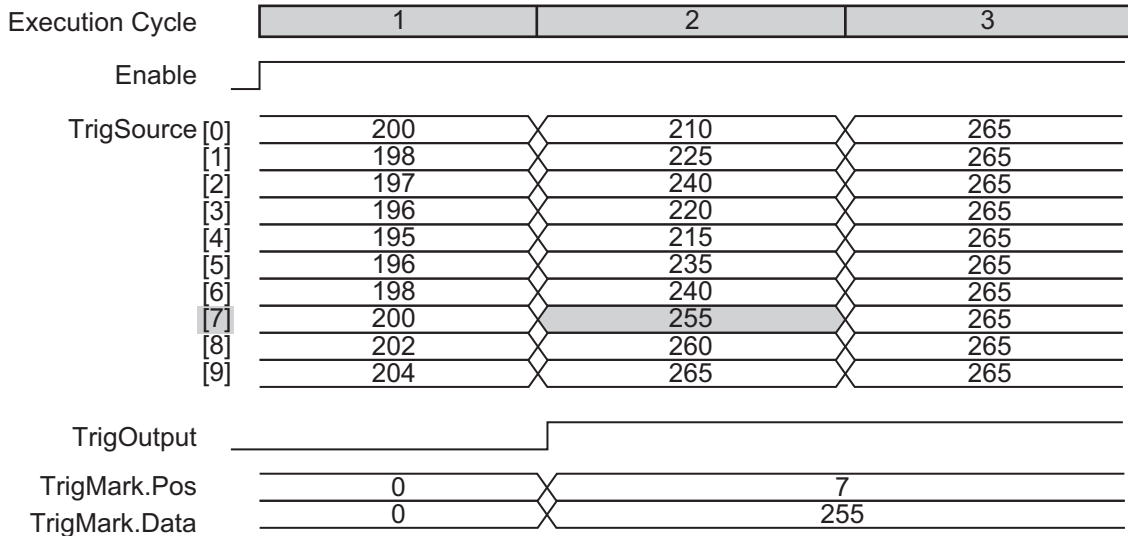 Execution Cycle 1 2 3
Enable
TrigSource [0] 200 210 265
[1] 198 225 265
[2] 197 240 265
[3] 196 220 265
[4] 195 215 265
[5] 196 235 265
[6] 198 240 265
[7] 200 255 265
[8] 202 260 265
[9] 204 265 265
TrigOutput
TrigMark.Pos 0 7
TrigMark.Data 0 255